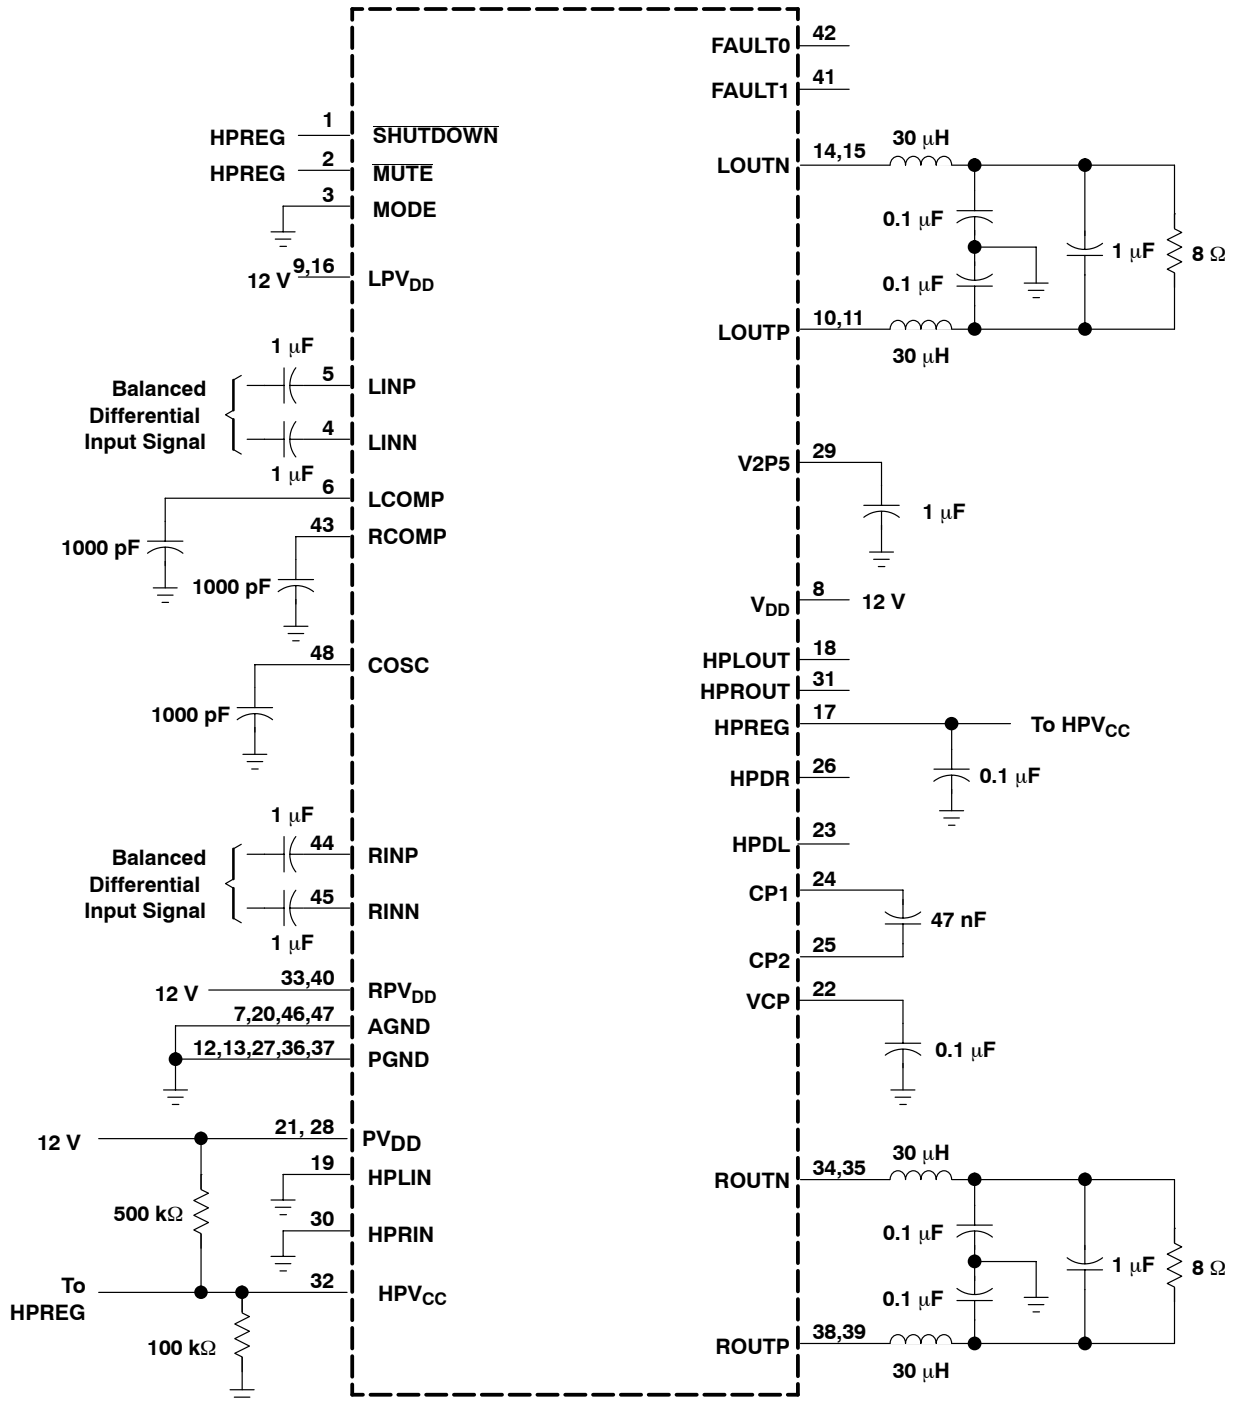 FAULT0
42
FAULT1
41
HPREG
1
SHUTDOWN
HPREG
2
MUTE
3
MODE
12 V
9,16
LPVDD
1 µF
Balanced
Differential
Input Signal
5
LINP
4
LINN
1 µF
6
LCOMP
1000 pF
43
RCOMP
1000 pF
48
COSC
1000 pF
1 µF
Balanced
Differential
Input Signal
44
RINP
45
RINN
1 µF
12 V
33,40
RPVDD
7,20,46,47
AGND
12,13,27,36,37
PGND
12 V
21, 28
PVDD
19
HPLIN
500 kΩ
30
HPRIN
To
HPREG
32
HPVCC
100 kΩ
LOUTN
14,15
30 µH
0.1 µF
0.1 µF
1 µF
8 Ω
LOUTP
10,11
30 µH
V2P5
29
1 µF
VDD
8
12 V
HPLOUT
18
HPROUT
31
HPREG
17
To HPVCC
0.1 µF
HPDR
26
HPDL
23
CP1
24
47 nF
CP2
25
VCP
22
0.1 µF
ROUTN
34,35
30 µH
0.1 µF
0.1 µF
1 µF
8 Ω
ROUTP
38,39
30 µH